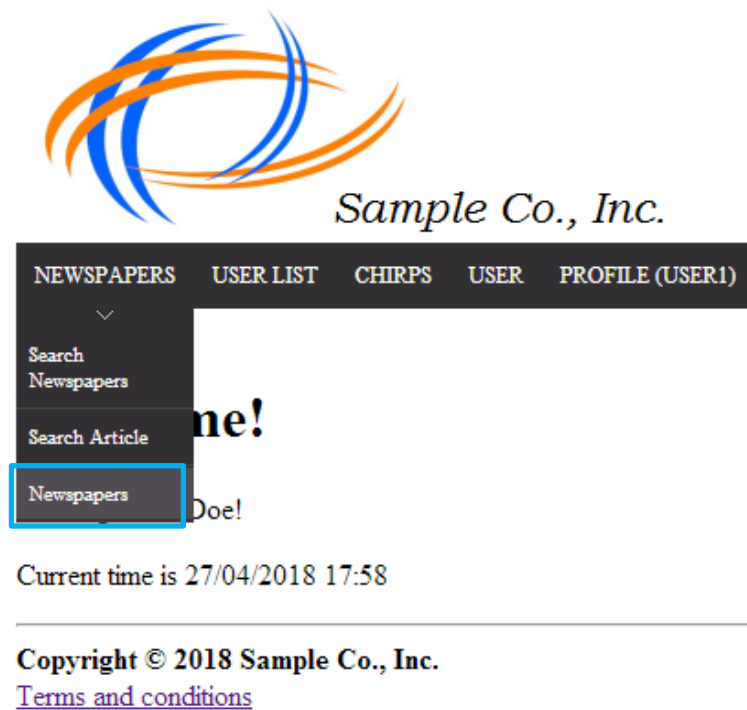 Sample Co., Inc.
NEWSPAPERS USER LIST CHIRPS USER PROFILE (USER1)
Search
Newspapers
Search Article
Newspapers
me!
Doe!
Current time is 27/04/2018 17:58
Copyright © 2018 Sample Co., Inc.
Terms and conditions